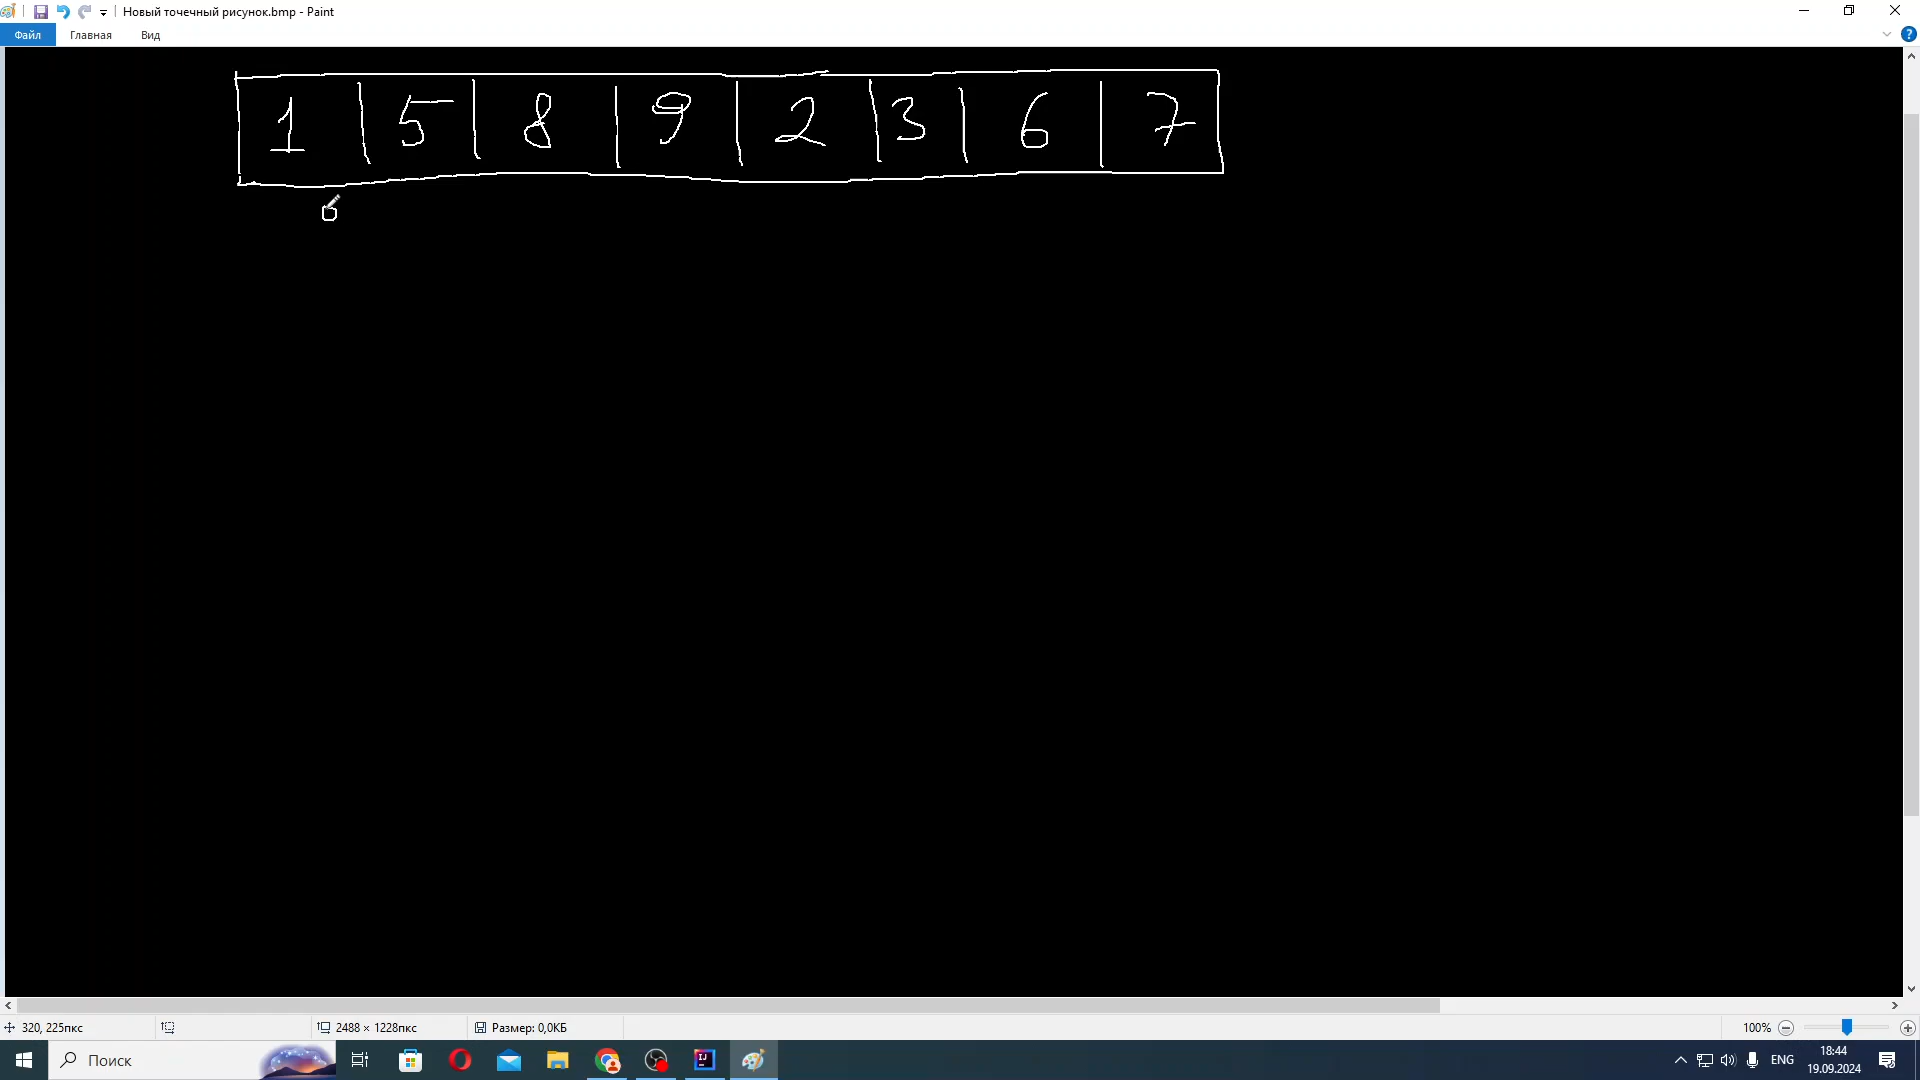 Новый точечный рисунок.bmp - Paint
Файл Главная Вид
1 5 8 9 2 3 6 7
320, 225пкс 2488 × 1228пкс Размер: 0,0КБ 100%
Поиск ENG 18:44
19.09.2024